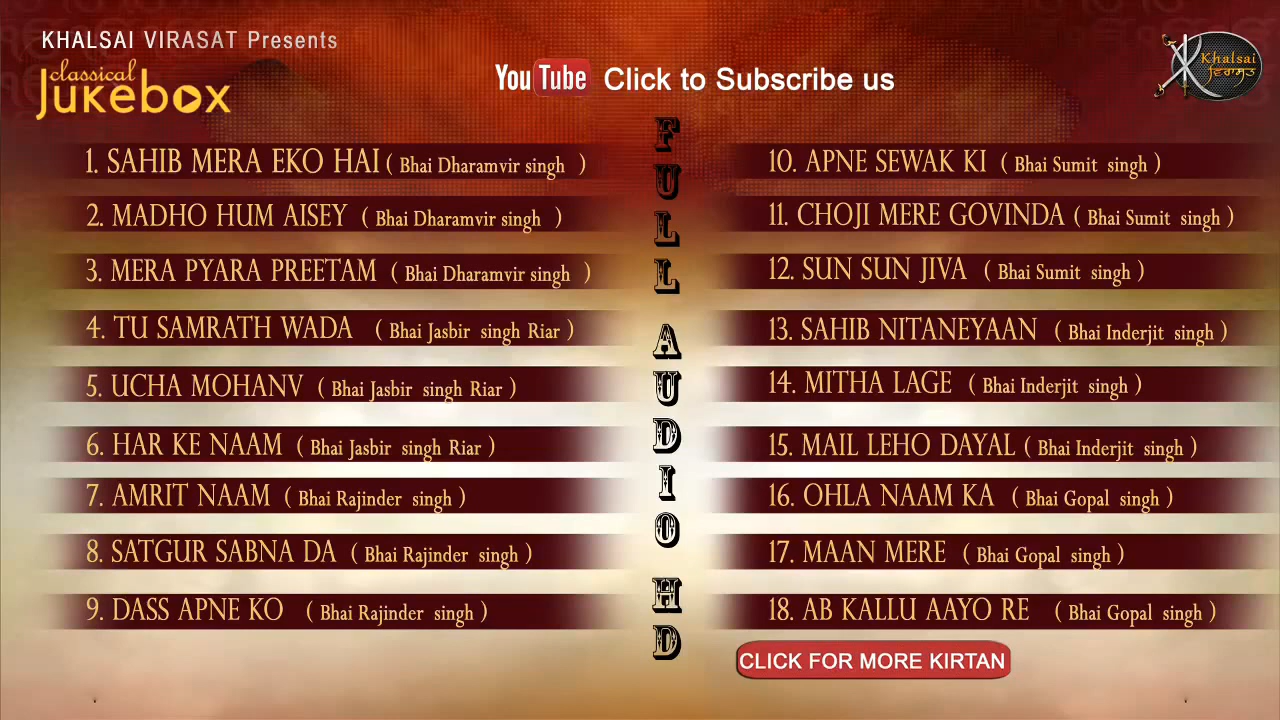 KHALSAI VIRASAT Presents
classical
Jukebox
YouTube Click to Subscribe us
Khalsai
ਵਿਰਾਸਤ
1. SAHIB MERA EKO HAI ( Bhai Dharamvir singh )
2. MADHO HUM AISEY ( Bhai Dharamvir singh )
3. MERA PYARA PREETAM ( Bhai Dharamvir singh )
4. TU SAMRATH WADA ( Bhai Jasbir singh Riar )
5. UCHA MOHANV ( Bhai Jasbir singh Riar )
6. HAR KE NAAM ( Bhai Jasbir singh Riar )
7. AMRIT NAAM ( Bhai Rajinder singh )
8. SATGUR SABNA DA ( Bhai Rajinder singh )
9. DASS APNE KO ( Bhai Rajinder singh )
FULL AUDIO HD
10. APNE SEWAK KI ( Bhai Sumit singh )
11. CHOJI MERE GOVINDA ( Bhai Sumit singh )
12. SUN SUN JIVA ( Bhai Sumit singh )
13. SAHIB NITANEYAAN ( Bhai Inderjit singh )
14. MITHA LAGE ( Bhai Inderjit singh )
15. MAIL LEHO DAYAL ( Bhai Inderjit singh )
16. OHLA NAAM KA ( Bhai Gopal singh )
17. MAAN MERE ( Bhai Gopal singh )
18. AB KALLU AAYO RE ( Bhai Gopal singh )
CLICK FOR MORE KIRTAN